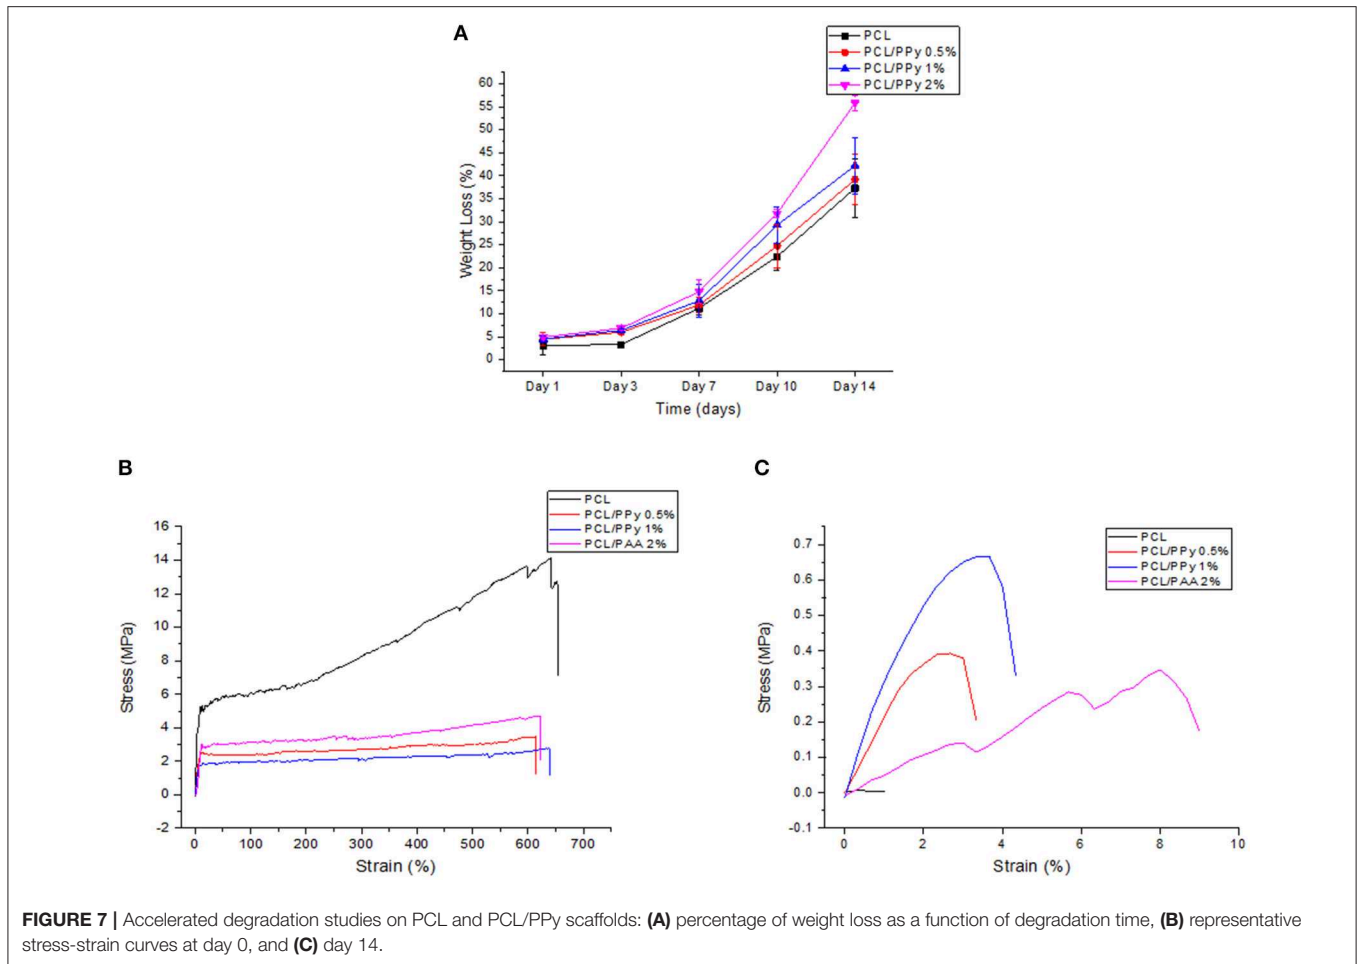 A
PCL
PCL/PPy 0.5%
PCL/PPy 1%
PCL/PPy 2%
60
55
50
45
40
35
30
25
20
15
10
5
0
Weight Loss (%)
Day 1 Day 3 Day 7 Day 10 Day 14
Time (days)
B
PCL
PCL/PPy 0.5%
PCL/PPy 1%
PCL/PAA 2%
16
14
12
10
8
6
4
2
0
-2
Stress (MPa)
0 100 200 300 400 500 600 700
Strain (%)
C
PCL
PCL/PPy 0.5%
PCL/PPy 1%
PCL/PAA 2%
0.7
0.6
0.5
0.4
0.3
0.2
0.1
0.0
-0.1
Stress (MPa)
0 2 4 6 8 10
Strain (%)
FIGURE 7 | Accelerated degradation studies on PCL and PCL/PPy scaffolds: (A) percentage of weight loss as a function of degradation time, (B) representative
stress-strain curves at day 0, and (C) day 14.